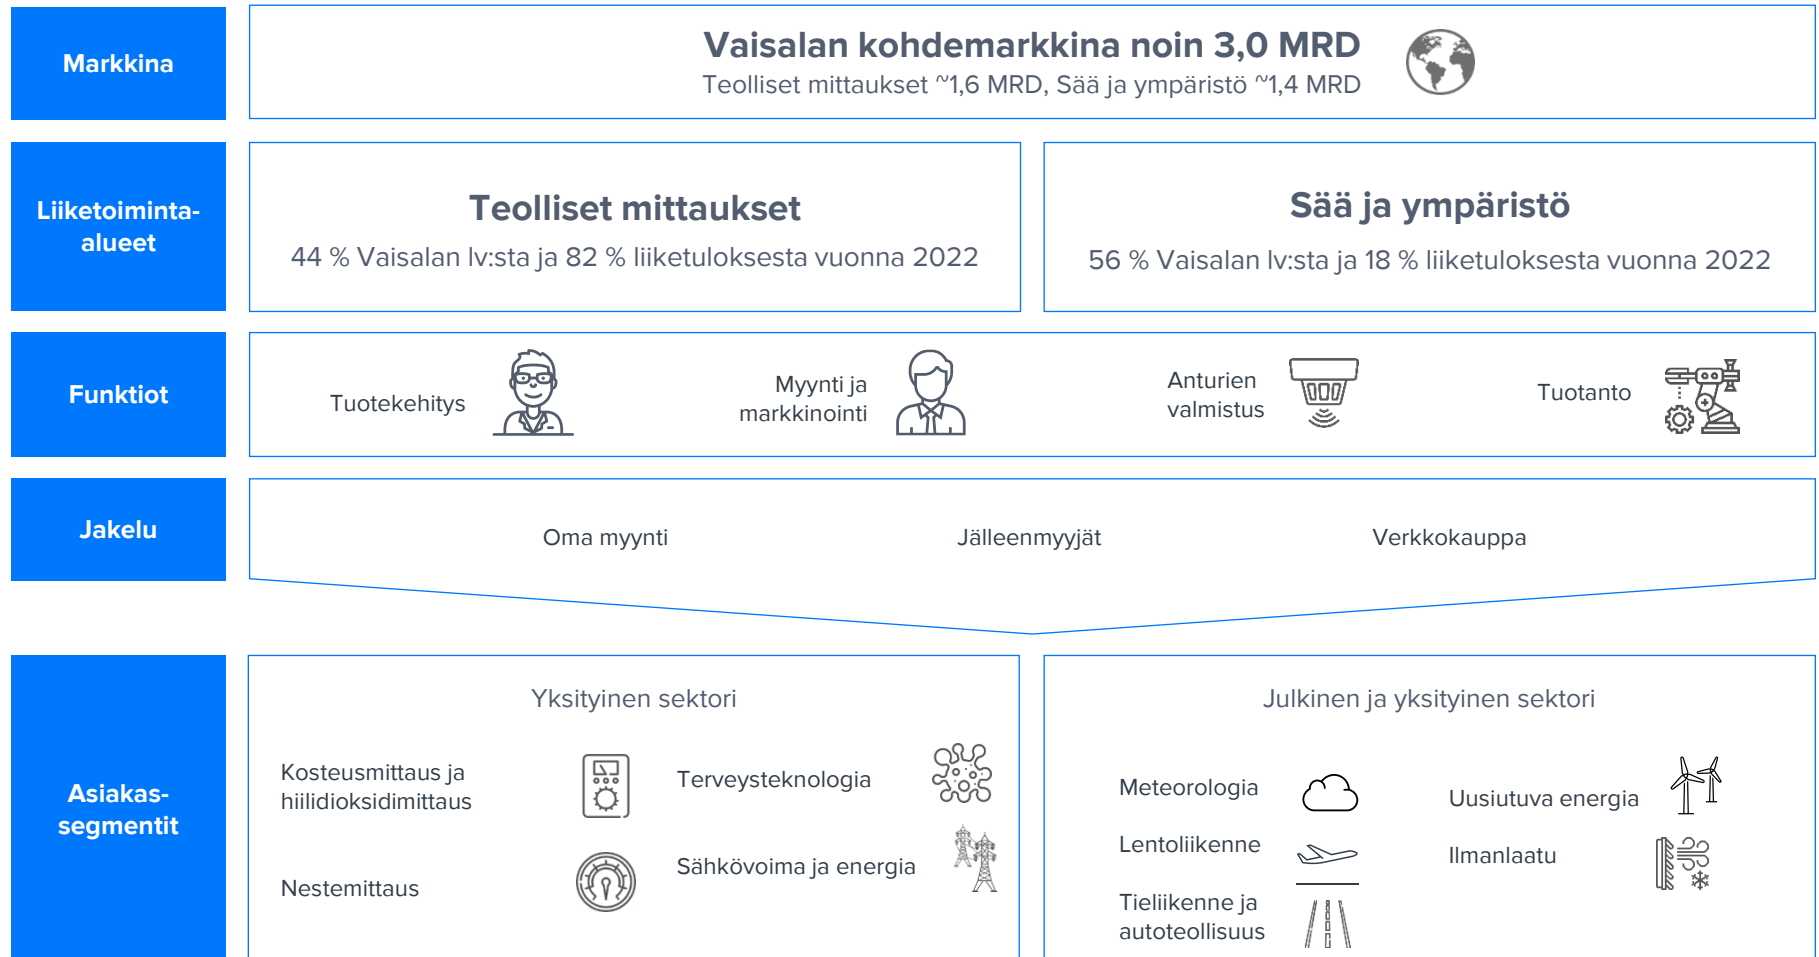 Markkina
Vaisalan kohdemarkkina noin 3,0 MRD
Teolliset mittaukset ~1,6 MRD, Sää ja ympäristö ~1,4 MRD
Liiketoiminta-
alueet
Teolliset mittaukset
44 % Vaisalan lv:sta ja 82 % liiketuloksesta vuonna 2022
Sää ja ympäristö
56 % Vaisalan lv:sta ja 18 % liiketuloksesta vuonna 2022
Funktiot
Tuotekehitys
Myynti ja
markkinointi
Anturien
valmistus
Tuotanto
Jakelu
Oma myynti
Jälleenmyyjät
Verkkokauppa
Asiakas-
segmentit
Yksityinen sektori
Kosteusmittaus ja
hiilidioksidimittaus
Terveysteknologia
Nestemittaus
Sähkövoima ja energia
Julkinen ja yksityinen sektori
Meteorologia
Uusiutuva energia
Lentoliikenne
Ilmanlaatu
Tieliikenne ja
autoteollisuus